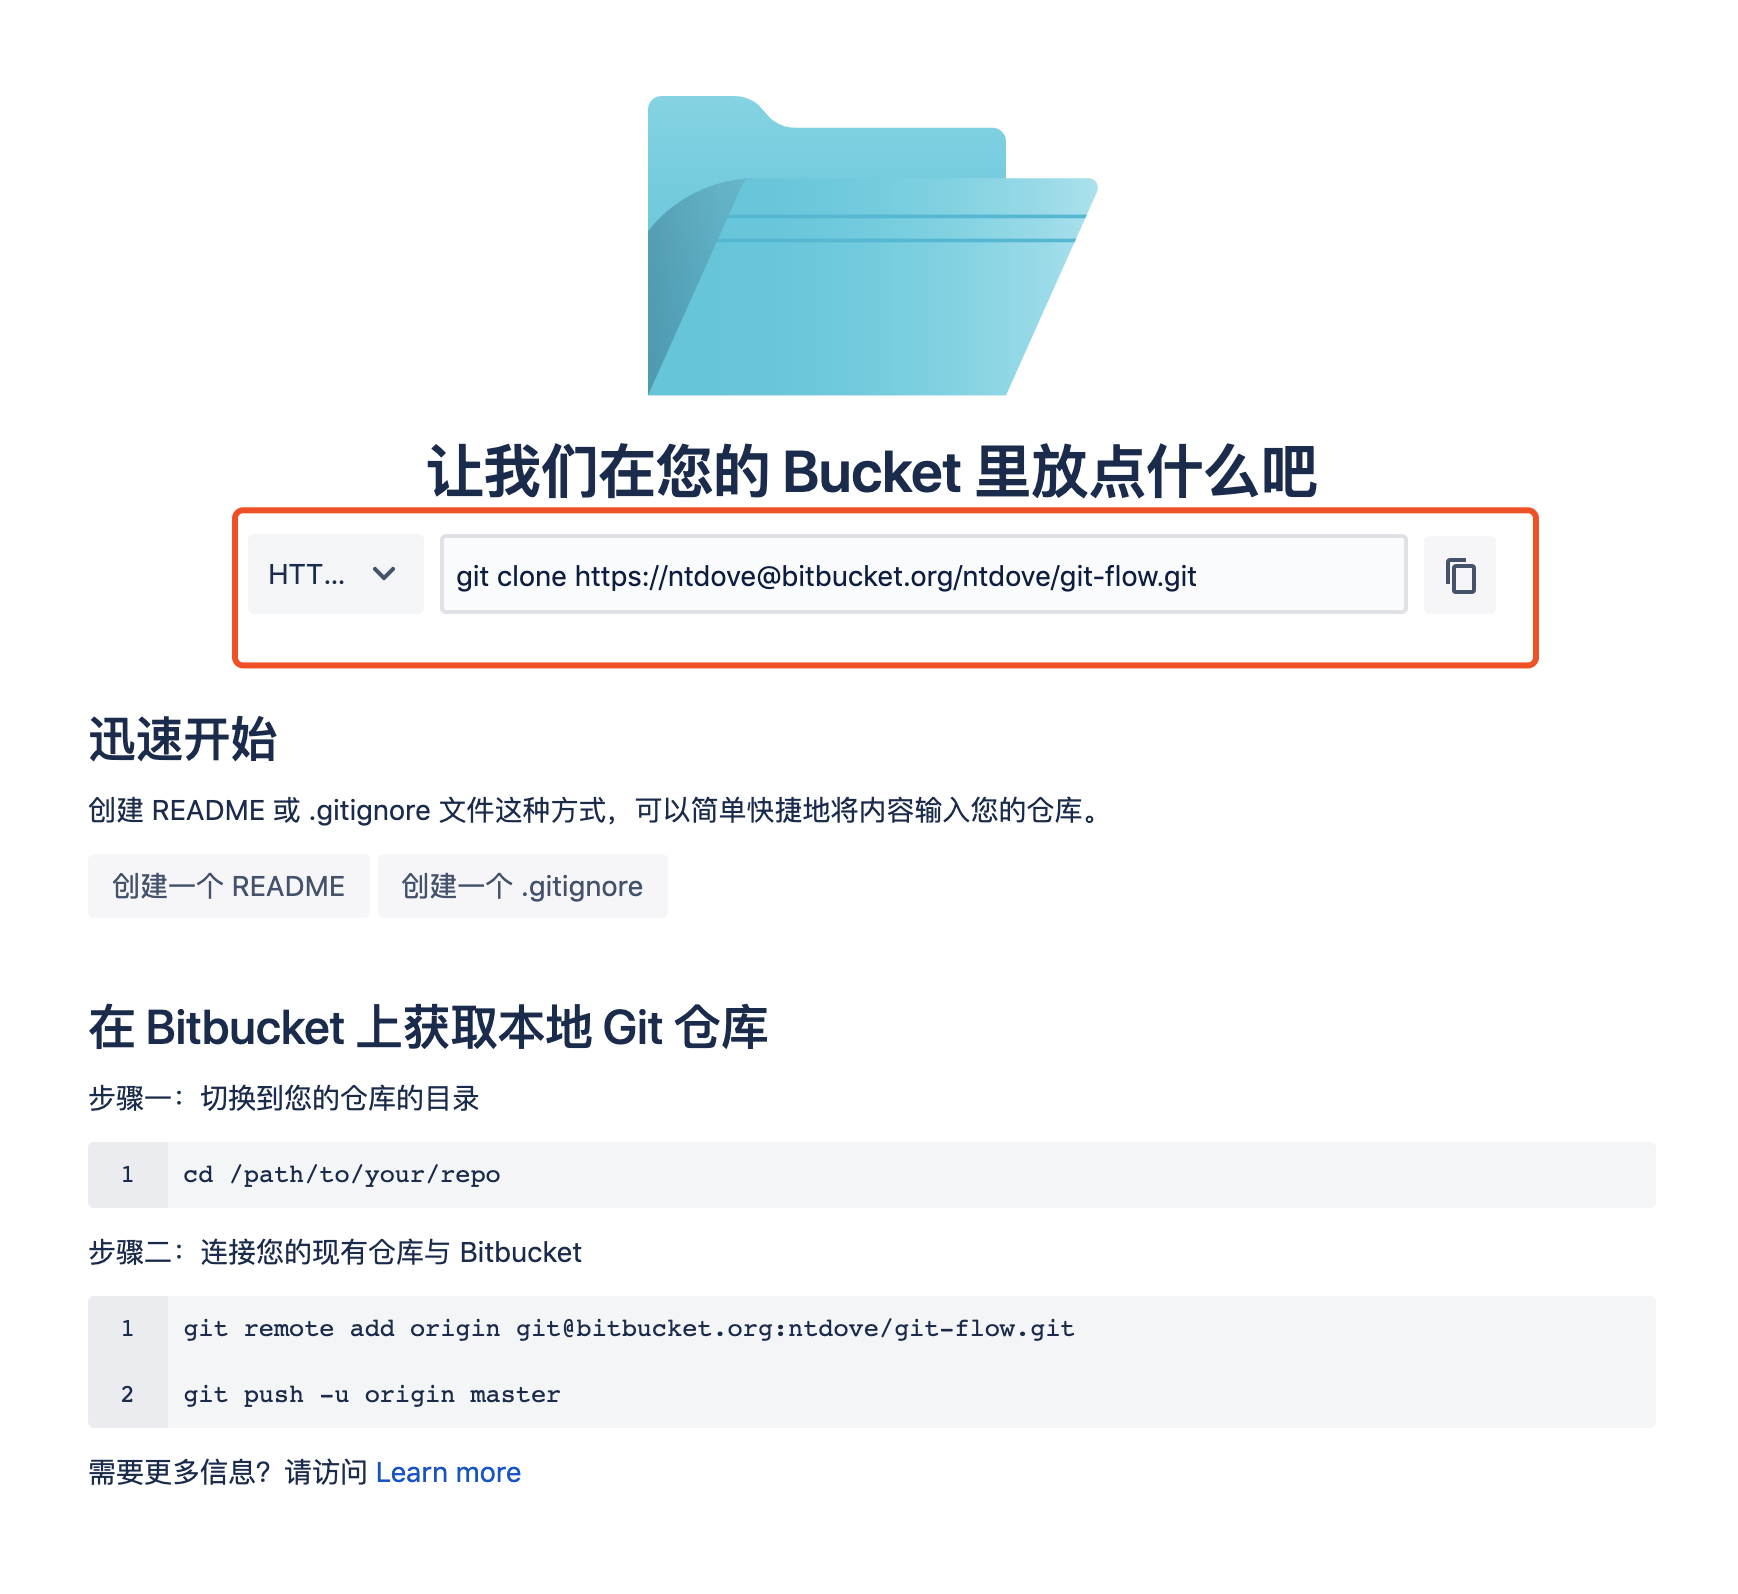 让我们在您的 Bucket 里放点什么吧
HTT...
git clone https://ntdove@bitbucket.org/ntdove/git-flow.git
迅速开始
创建 README 或 .gitignore 文件这种方式，可以简单快捷地将内容输入您的仓库。
创建一个 README 创建一个 .gitignore
在 Bitbucket 上获取本地 Git 仓库
步骤一：切换到您的仓库的目录
1 cd /path/to/your/repo
步骤二：连接您的现有仓库与 Bitbucket
1 git remote add origin git@bitbucket.org:ntdove/git-flow.git
2 git push -u origin master
需要更多信息？请访问 Learn more